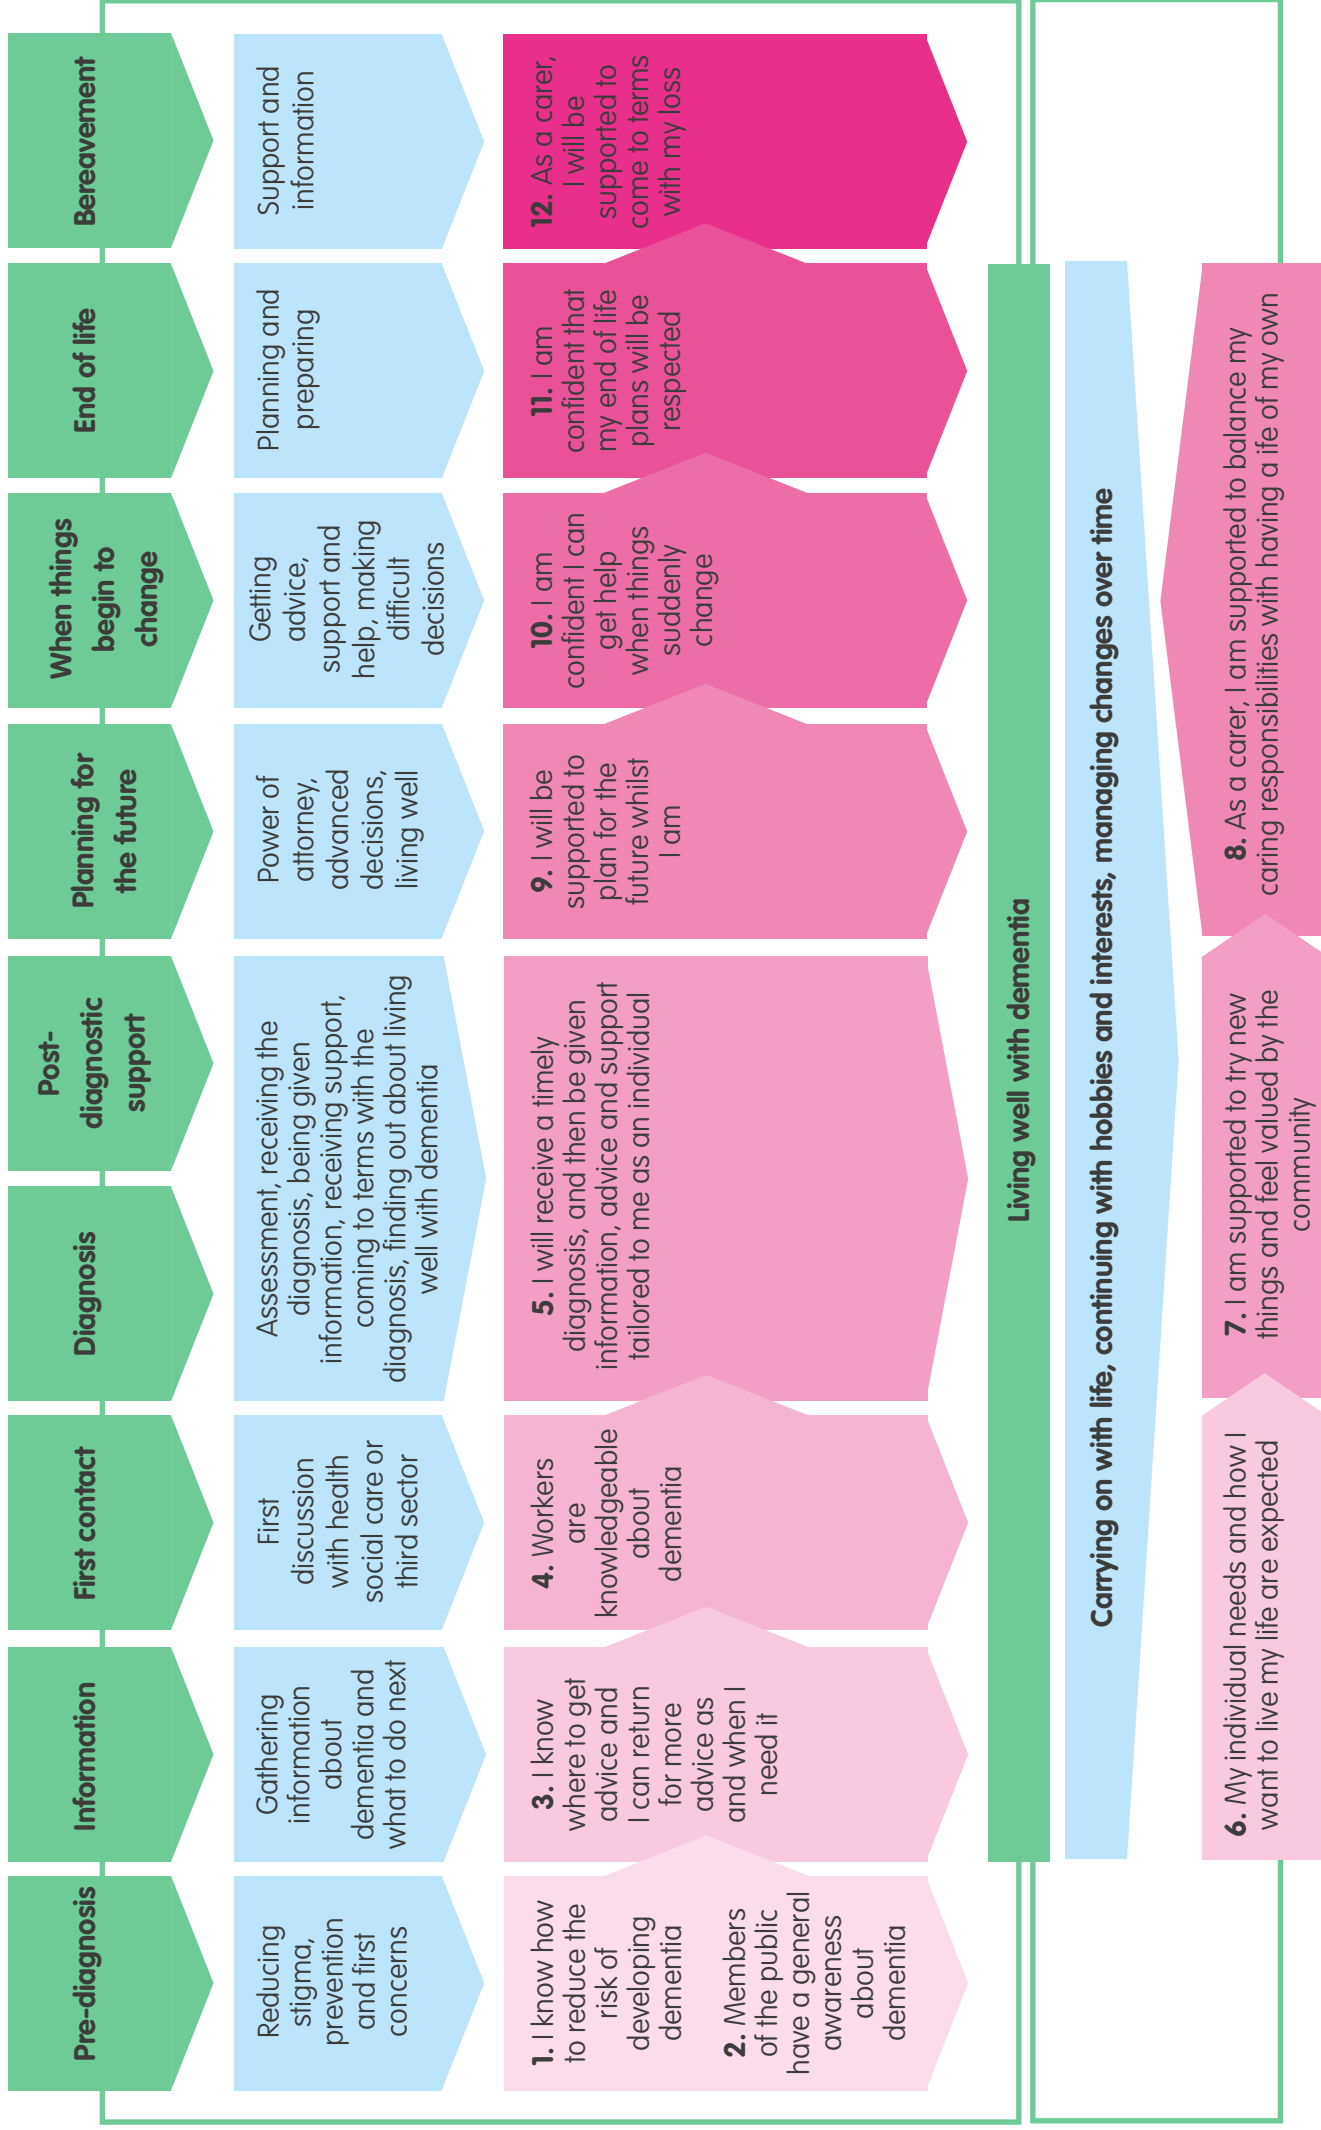 Pre-diagnosis
Information
First contact
Diagnosis
Post-
diagnostic
support
Planning for
the future
When things
begin to
change
End of life
Bereavement
Reducing
stigma,
prevention
and first
concerns
Gathering
information
about
dementia and
what to do next
First
discussion
with health
social care or
third sector
Assessment, receiving the
diagnosis, being given
information, receiving support,
coming to terms with the
diagnosis, finding out about living
well with dementia
Power of
attorney,
advanced
decisions,
living well
Getting
advice,
support and
help, making
difficult
decisions
Planning and
preparing
Support and
information
1. I know how
to reduce the
risk of
developing
dementia
2. Members
of the public
have a general
awareness
about
dementia
3. I know
where to get
advice and
I can return
for more
advice as
and when I
need it
4. Workers
are
knowledgeable
about
dementia
5. I will receive a timely
diagnosis, and then be given
information, advice and support
tailored to me as an individual
9. I will be
supported to
plan for the
future whilst
I am
10. I am
confident I can
get help
when things
suddenly
change
11. I am
confident that
my end of life
plans will be
respected
12. As a carer,
I will be
supported to
come to terms
with my loss
Living well with dementia
Carrying on with life, continuing with hobbies and interests, managing changes over time
6. My individual needs and how I
want to live my life are expected
7. I am supported to try new
things and feel valued by the
community
8. As a carer, I am supported to balance my
caring responsibilities with having a ife of my own